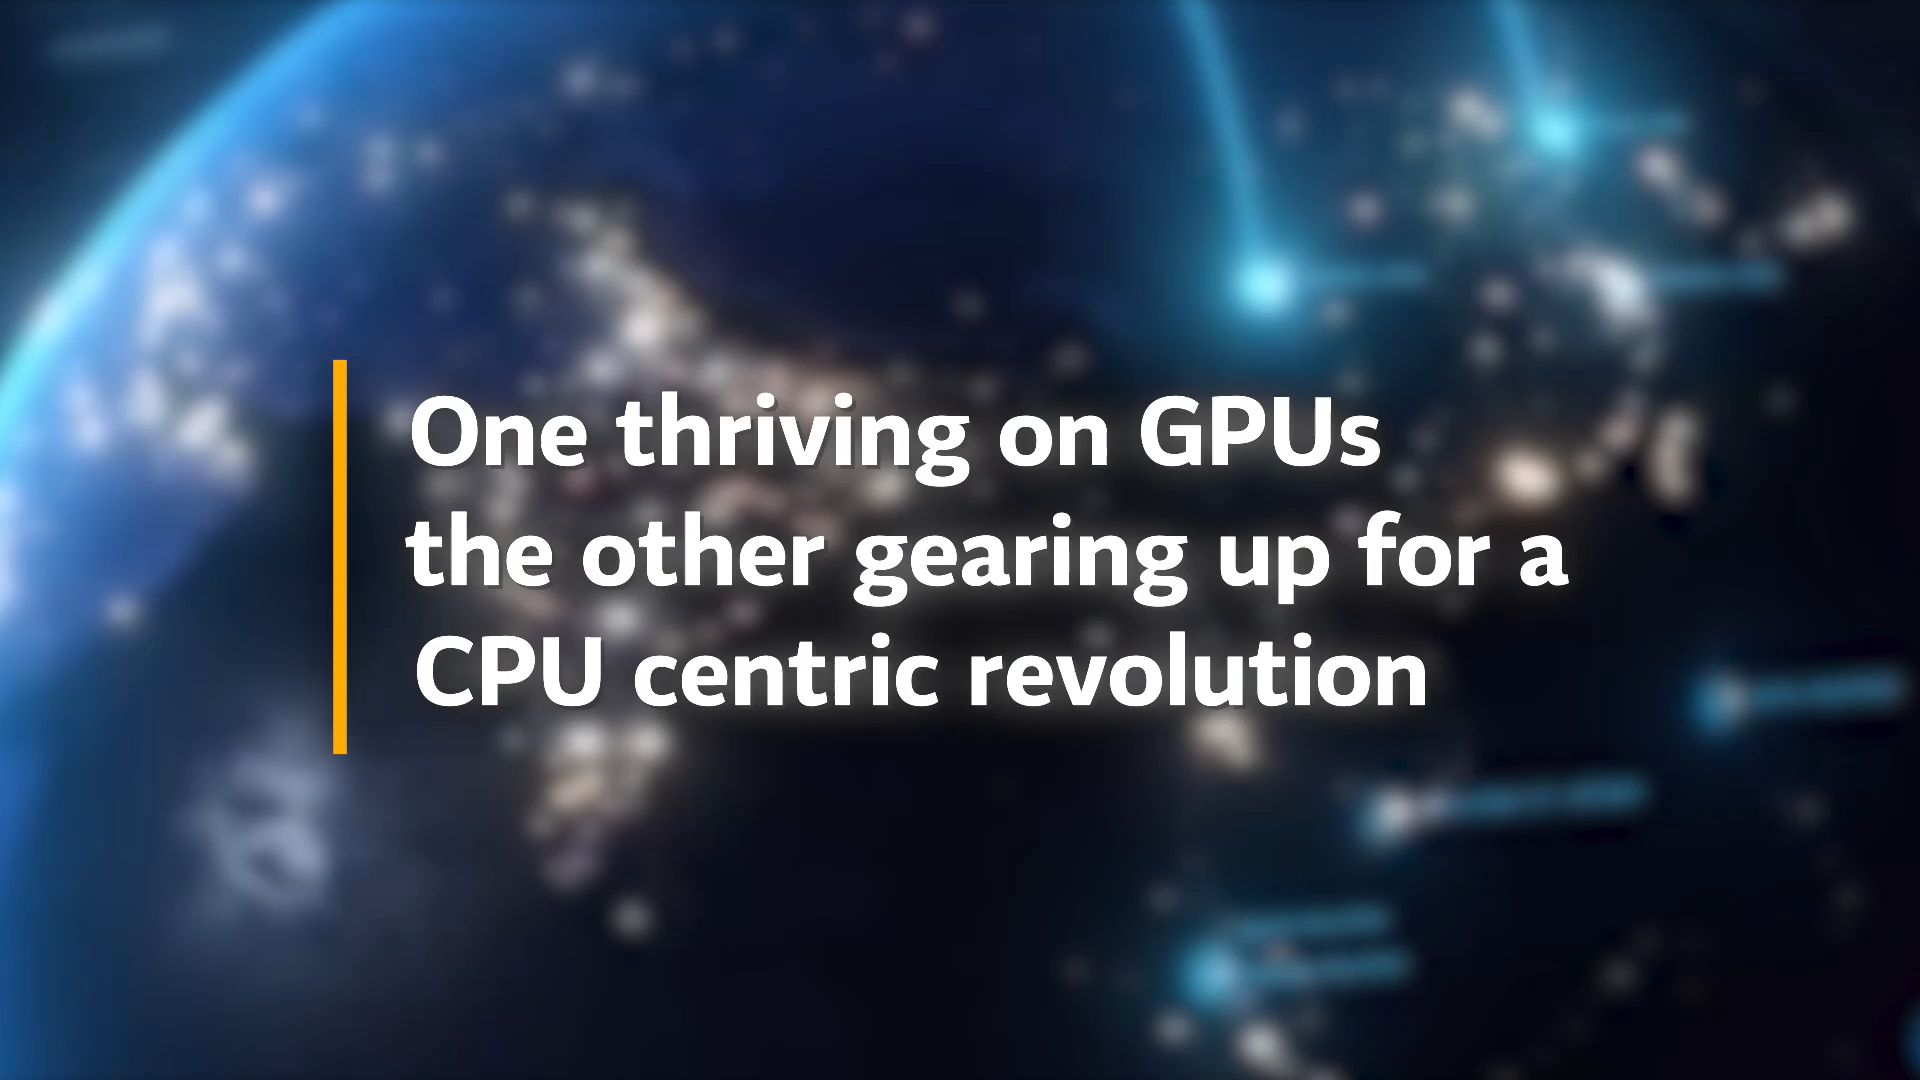 One thriving on GPUs
the other gearing up for a
CPU centric revolution